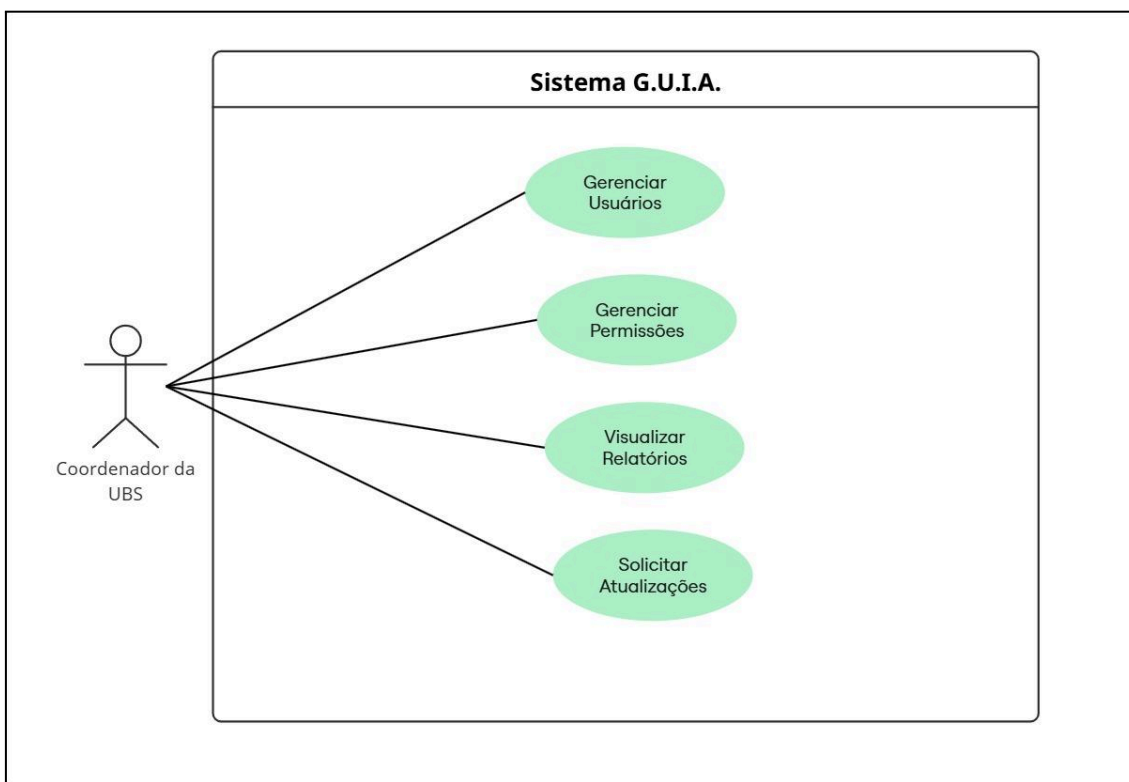 Sistema G.U.I.A.
Gerenciar
Usuários
Gerenciar
Permissões
Visualizar
Relatórios
Solicitar
Atualizações
Coordenador da
UBS